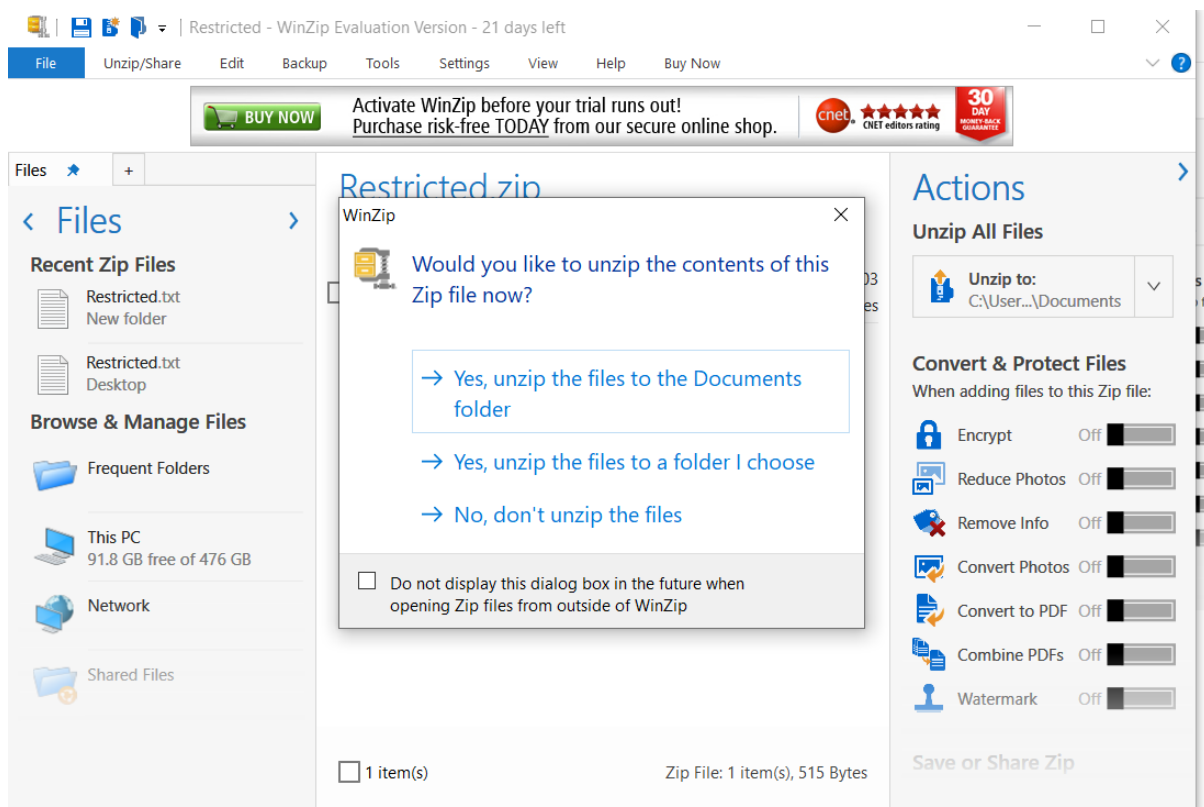 Restricted - WinZip Evaluation Version - 21 days left
File Unzip/Share Edit Backup Tools Settings View Help Buy Now
BUY NOW
Activate WinZip before your trial runs out!
Purchase risk-free TODAY from our secure online shop.
cnet
CNET editors rating
30
DAY
MONEY-BACK
GUARANTEE
Files
+
Files
Recent Zip Files
Restricted.txt
New folder
Restricted.txt
Desktop
Browse & Manage Files
Frequent Folders
This PC
91.8 GB free of 476 GB
Network
Shared Files
Restricted.zip
WinZip
Would you like to unzip the contents of this
Zip file now?
Yes, unzip the files to the Documents
folder
Yes, unzip the files to a folder I choose
No, don't unzip the files
Do not display this dialog box in the future when
opening Zip files from outside of WinZip
1 item(s)
Zip File: 1 item(s), 515 Bytes
Actions
Unzip All Files
Unzip to:
C:\User...\Documents
Convert & Protect Files
When adding files to this Zip file:
Encrypt Off
Reduce Photos Off
Remove Info Off
Convert Photos Off
Convert to PDF Off
Combine PDFs Off
Watermark Off
Save or Share Zip